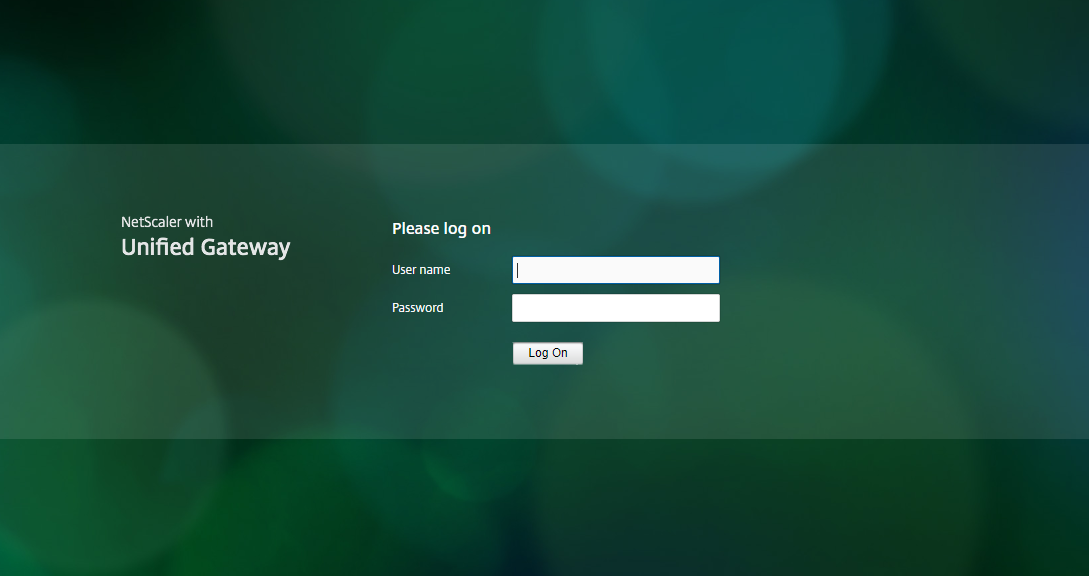 NetScaler with
Unified Gateway
Please log on
User name
Password
Log On